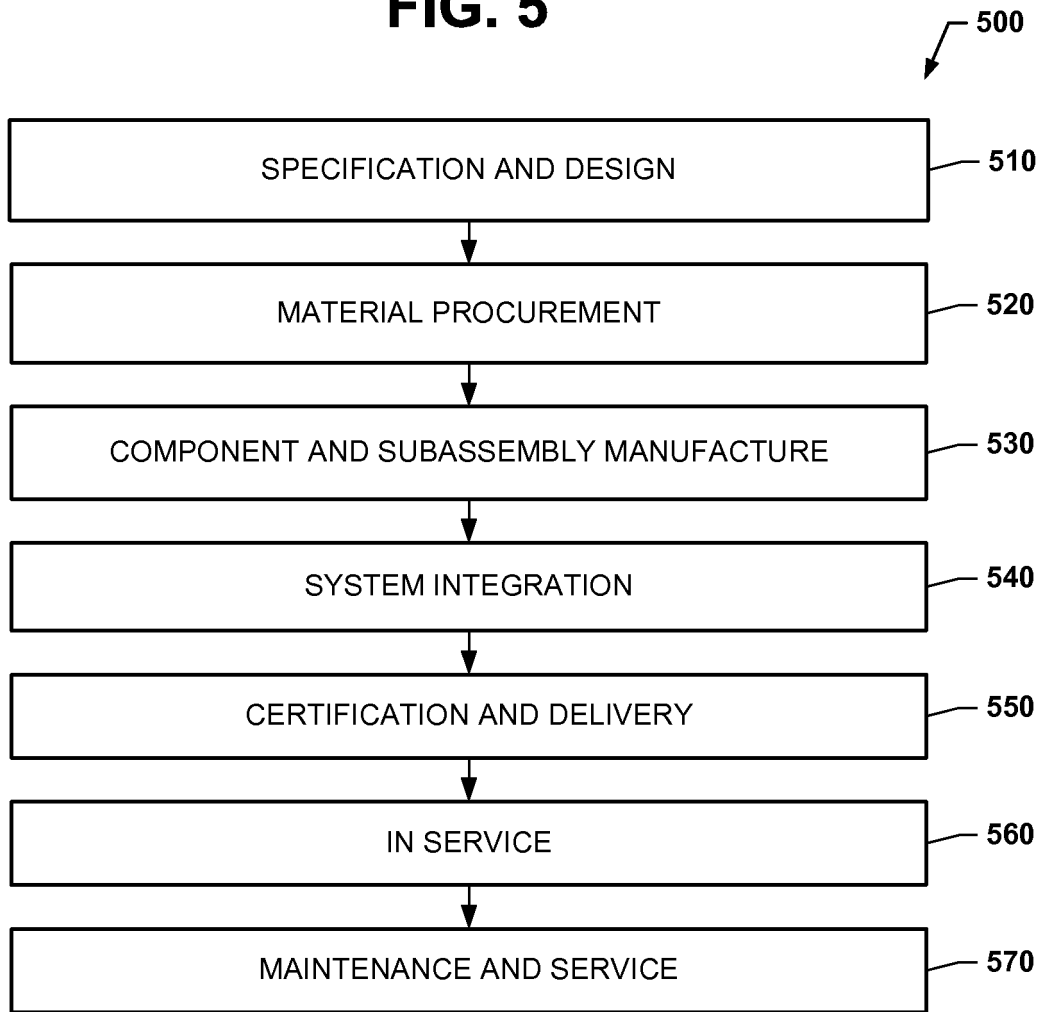 FIG. 5
500
SPECIFICATION AND DESIGN
510
MATERIAL PROCUREMENT
520
COMPONENT AND SUBASSEMBLY MANUFACTURE
530
SYSTEM INTEGRATION
540
CERTIFICATION AND DELIVERY
550
IN SERVICE
560
MAINTENANCE AND SERVICE
570